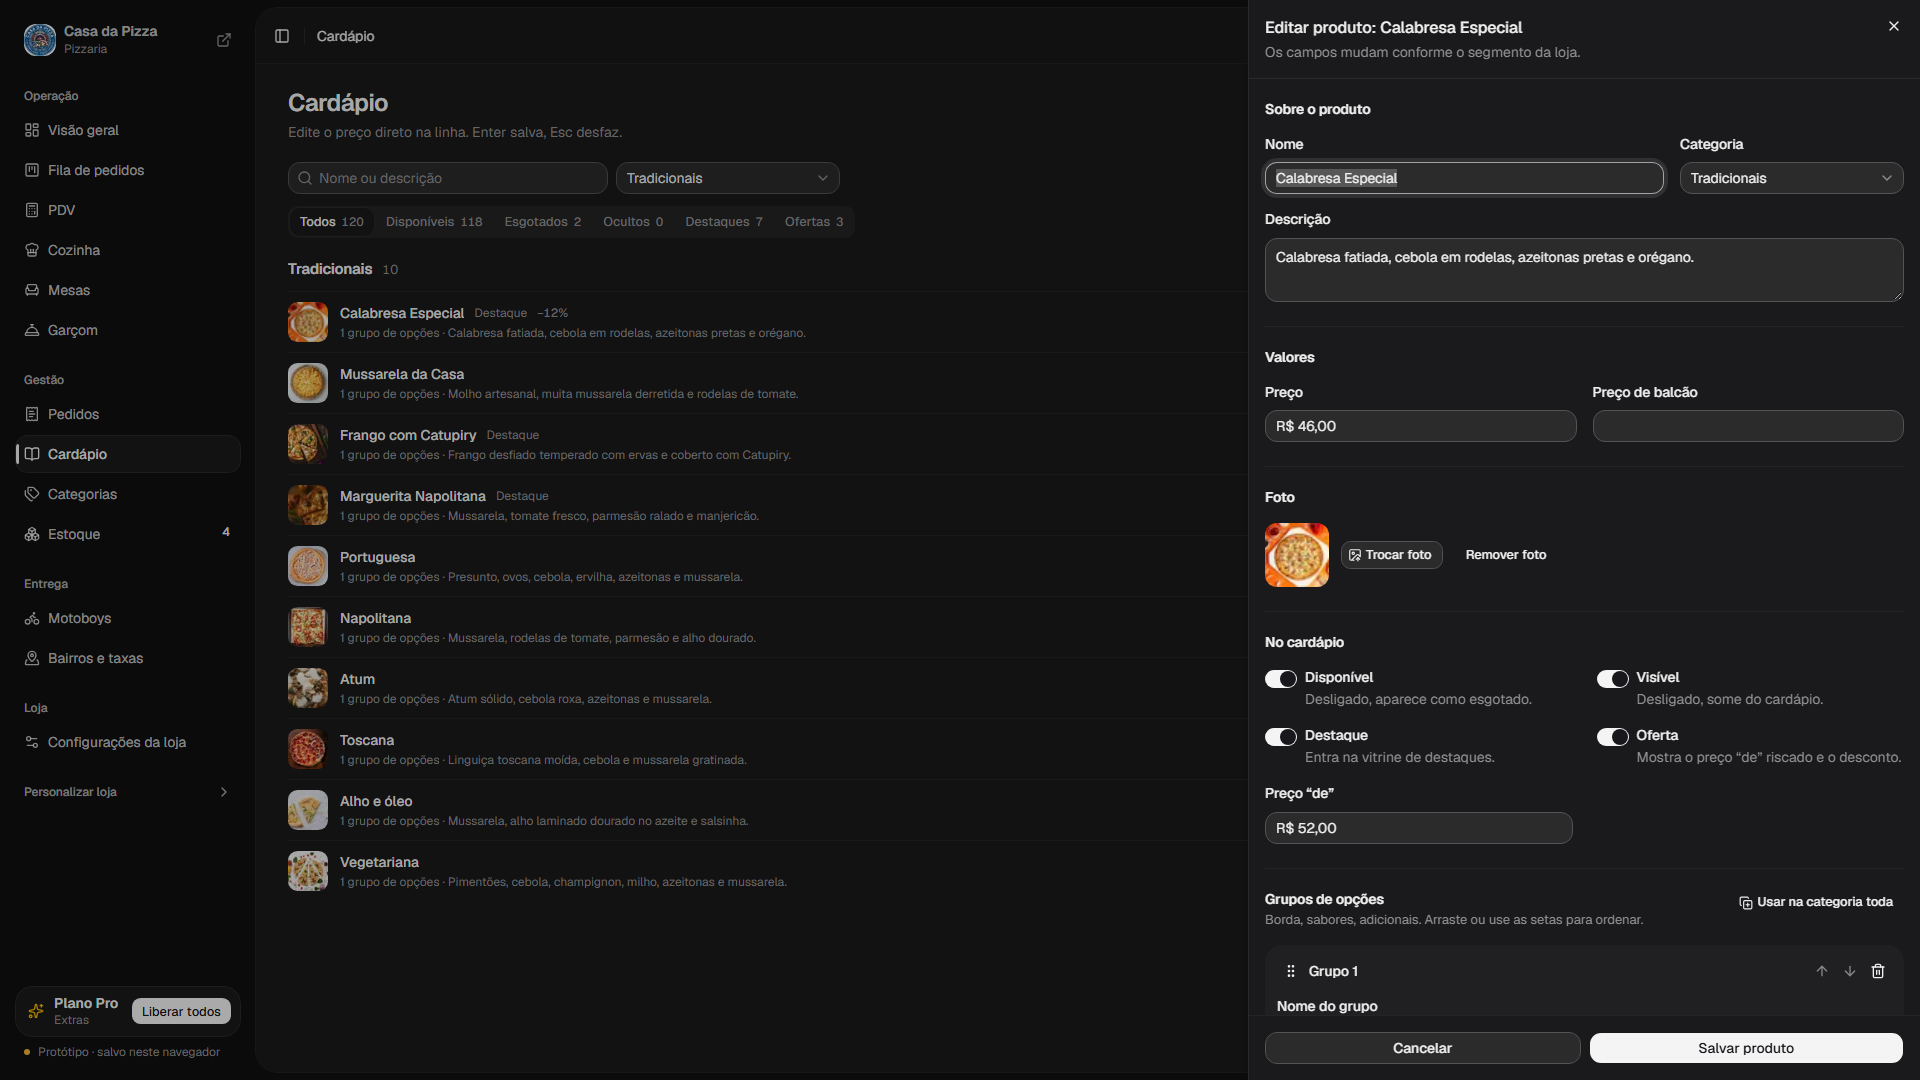 Casa da Pizza
Pizzaria
Operação
Visão geral
Fila de pedidos
PDV
Cozinha
Mesas
Garçom
Gestão
Pedidos
Cardápio
Categorias
Estoque 4
Entrega
Motoboys
Bairros e taxas
Loja
Configurações da loja
Personalizar loja
Plano Pro
Extras
Liberar todos
Protótipo · salvo neste navegador
Cardápio
Cardápio
Edite o preço direto na linha. Enter salva, Esc desfaz.
Nome ou descrição
Tradicionais
Todos 120 Disponíveis 118 Esgotados 2 Ocultos 0 Destaques 7 Ofertas 3
Tradicionais 10
Calabresa Especial Destaque −12%
1 grupo de opções · Calabresa fatiada, cebola em rodelas, azeitonas pretas e orégano.
Mussarela da Casa
1 grupo de opções · Molho artesanal, muita mussarela derretida e rodelas de tomate.
Frango com Catupiry Destaque
1 grupo de opções · Frango desfiado temperado com ervas e coberto com Catupiry.
Marguerita Napolitana Destaque
1 grupo de opções · Mussarela, tomate fresco, parmesão ralado e manjericão.
Portuguesa
1 grupo de opções · Presunto, ovos, cebola, ervilha, azeitonas e mussarela.
Napolitana
1 grupo de opções · Mussarela, rodelas de tomate, parmesão e alho dourado.
Atum
1 grupo de opções · Atum sólido, cebola roxa, azeitonas e mussarela.
Toscana
1 grupo de opções · Linguiça toscana moída, cebola e mussarela gratinada.
Alho e óleo
1 grupo de opções · Mussarela, alho laminado dourado no azeite e salsinha.
Vegetariana
1 grupo de opções · Pimentões, cebola, champignon, milho, azeitonas e mussarela.
Editar produto: Calabresa Especial
Os campos mudam conforme o segmento da loja.
Sobre o produto
Nome Categoria
Calabresa Especial Tradicionais
Descrição
Calabresa fatiada, cebola em rodelas, azeitonas pretas e orégano.
Valores
Preço Preço de balcão
R$ 46,00
Foto
Trocar foto Remover foto
No cardápio
Disponível
Desligado, aparece como esgotado.
Visível
Desligado, some do cardápio.
Destaque
Entra na vitrine de destaques.
Oferta
Mostra o preço “de” riscado e o desconto.
Preço “de”
R$ 52,00
Grupos de opções
Borda, sabores, adicionais. Arraste ou use as setas para ordenar.
Usar na categoria toda
Grupo 1
Nome do grupo
Cancelar Salvar produto